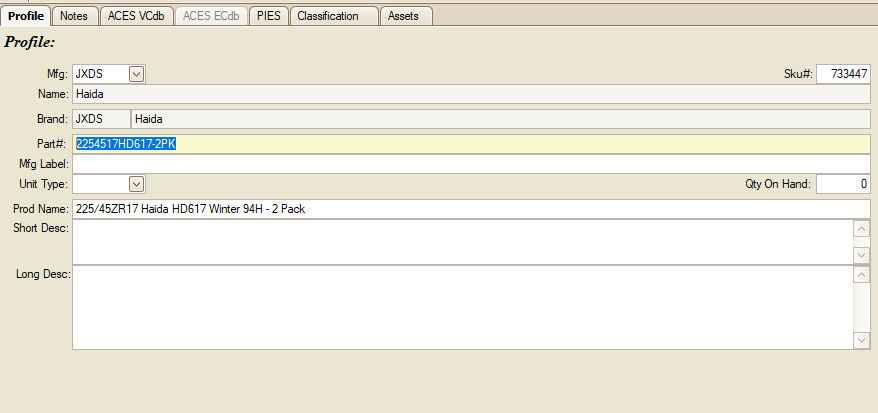 Profile Notes ACES VCdb ACES ECdb PIES Classification Assets
Profile:
Mfg: JXDS Sku#: 733447
Name: Haida
Brand: JXDS Haida
Part#: 2254517HD617-2PK
Mfg Label:
Unit Type: Qty On Hand: 0
Prod Name: 225/45ZR17 Haida HD617 Winter 94H - 2 Pack
Short Desc:
Long Desc: